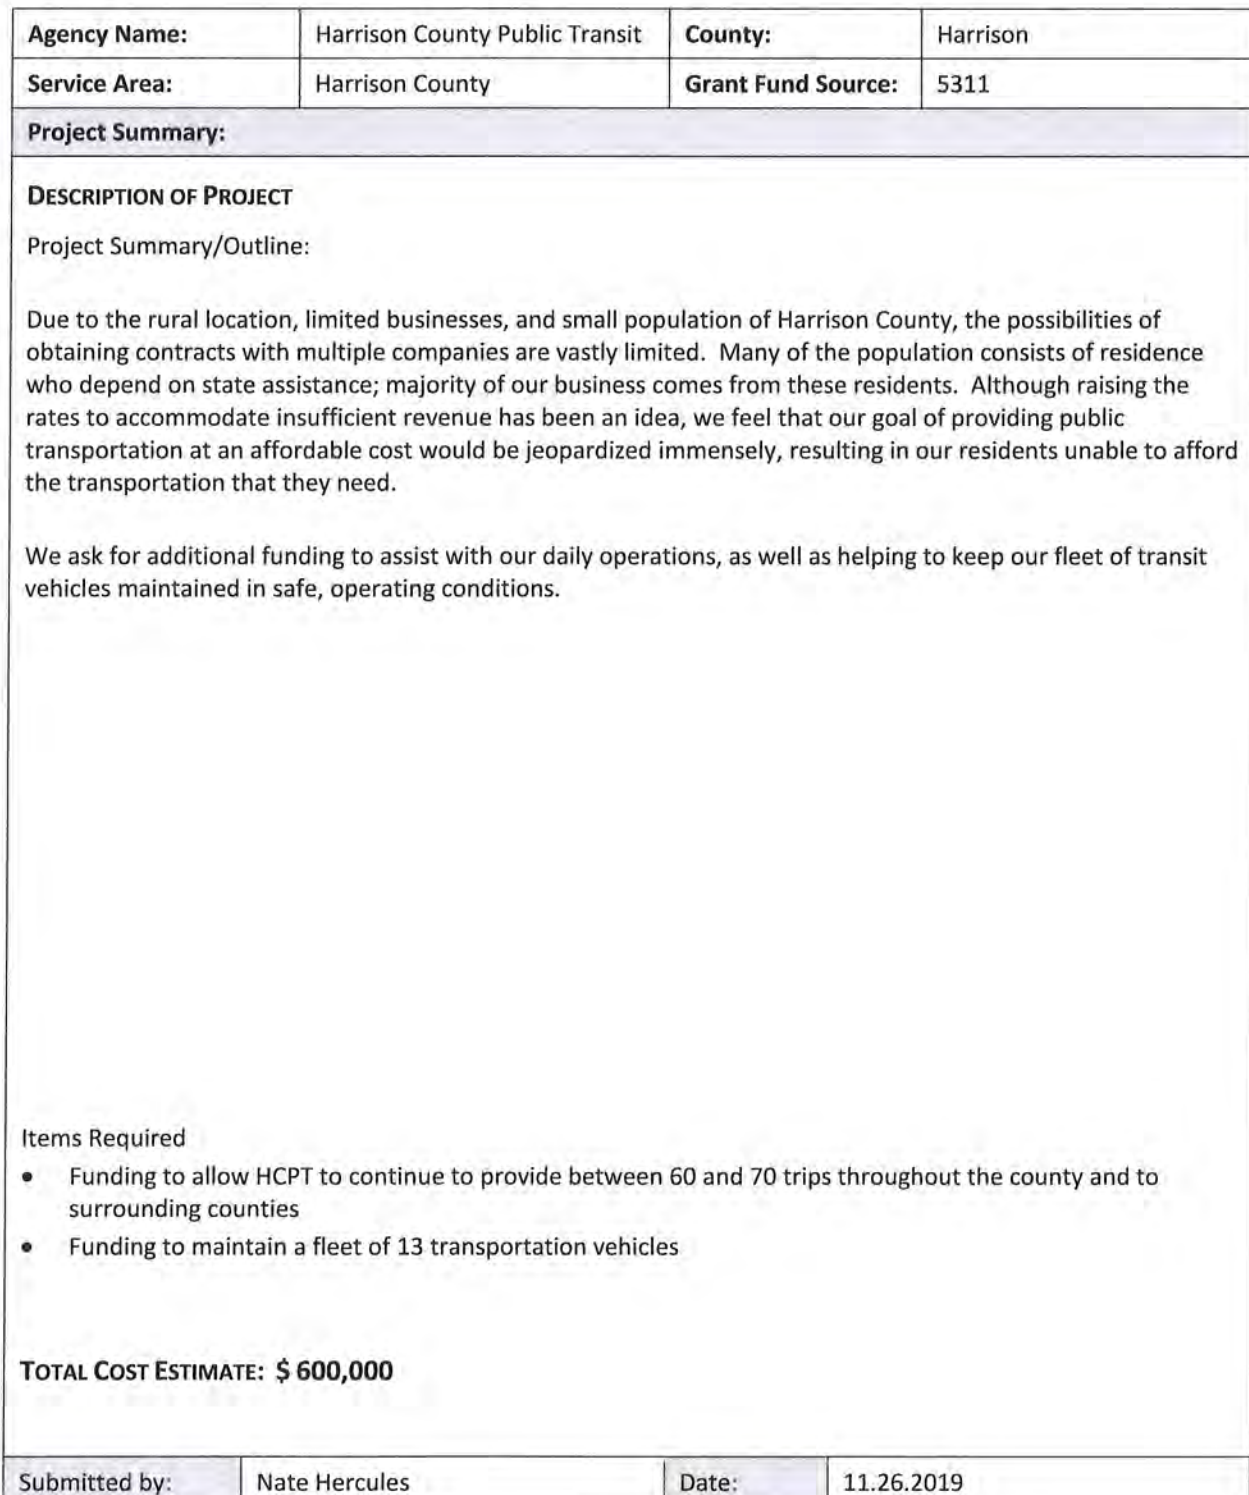 Agency Name: Harrison County Public Transit County: Harrison
Service Area: Harrison County Grant Fund Source: 5311
Project Summary:
DESCRIPTION OF PROJECT
Project Summary/Outline:
Due to the rural location, limited businesses, and small population of Harrison County, the possibilities of
obtaining contracts with multiple companies are vastly limited. Many of the population consists of residence
who depend on state assistance; majority of our business comes from these residents. Although raising the
rates to accommodate insufficient revenue has been an idea, we feel that our goal of providing public
transportation at an affordable cost would be jeopardized immensely, resulting in our residents unable to afford
the transportation that they need.
We ask for additional funding to assist with our daily operations, as well as helping to keep our fleet of transit
vehicles maintained in safe, operating conditions.
Items Required
• Funding to allow HCPT to continue to provide between 60 and 70 trips throughout the county and to
surrounding counties
• Funding to maintain a fleet of 13 transportation vehicles
TOTAL COST ESTIMATE: $ 600,000
Submitted by: Nate Hercules Date: 11.26.2019